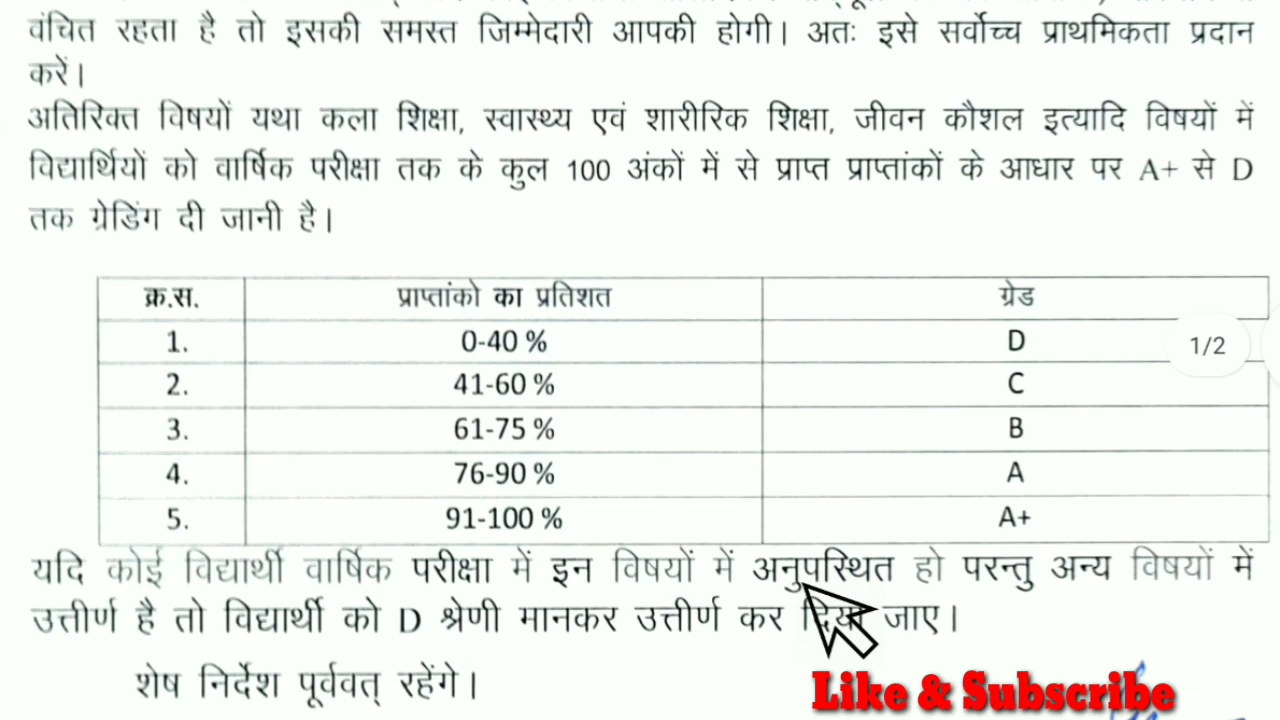 वंचित रहता है तो इसकी समस्त जिम्मेदारी आपकी होगी। अतः इसे सर्वोच्च प्राथमिकता प्रदान
करें।
अतिरिक्त विषयों यथा कला शिक्षा, स्वास्थ्य एवं शारीरिक शिक्षा, जीवन कौशल इत्यादि विषयों में
विद्यार्थियों को वार्षिक परीक्षा तक के कुल 100 अंकों में से प्राप्त प्राप्तांकों के आधार पर A+ से D
तक ग्रेडिंग दी जानी है।
क्र.स. प्राप्तांको का प्रतिशत ग्रेड
1. 0-40 % D
1/2
2. 41-60 % C
3. 61-75 % B
4. 76-90 % A
5. 91-100 % A+
यदि कोई विद्यार्थी वार्षिक परीक्षा में इन विषयों में अनुपस्थित हो परन्तु अन्य विषयों में
उत्तीर्ण है तो विद्यार्थी को D श्रेणी मानकर उत्तीर्ण कर दिया जाए।
शेष निर्देश पूर्ववत् रहेंगे।
Like & Subscribe